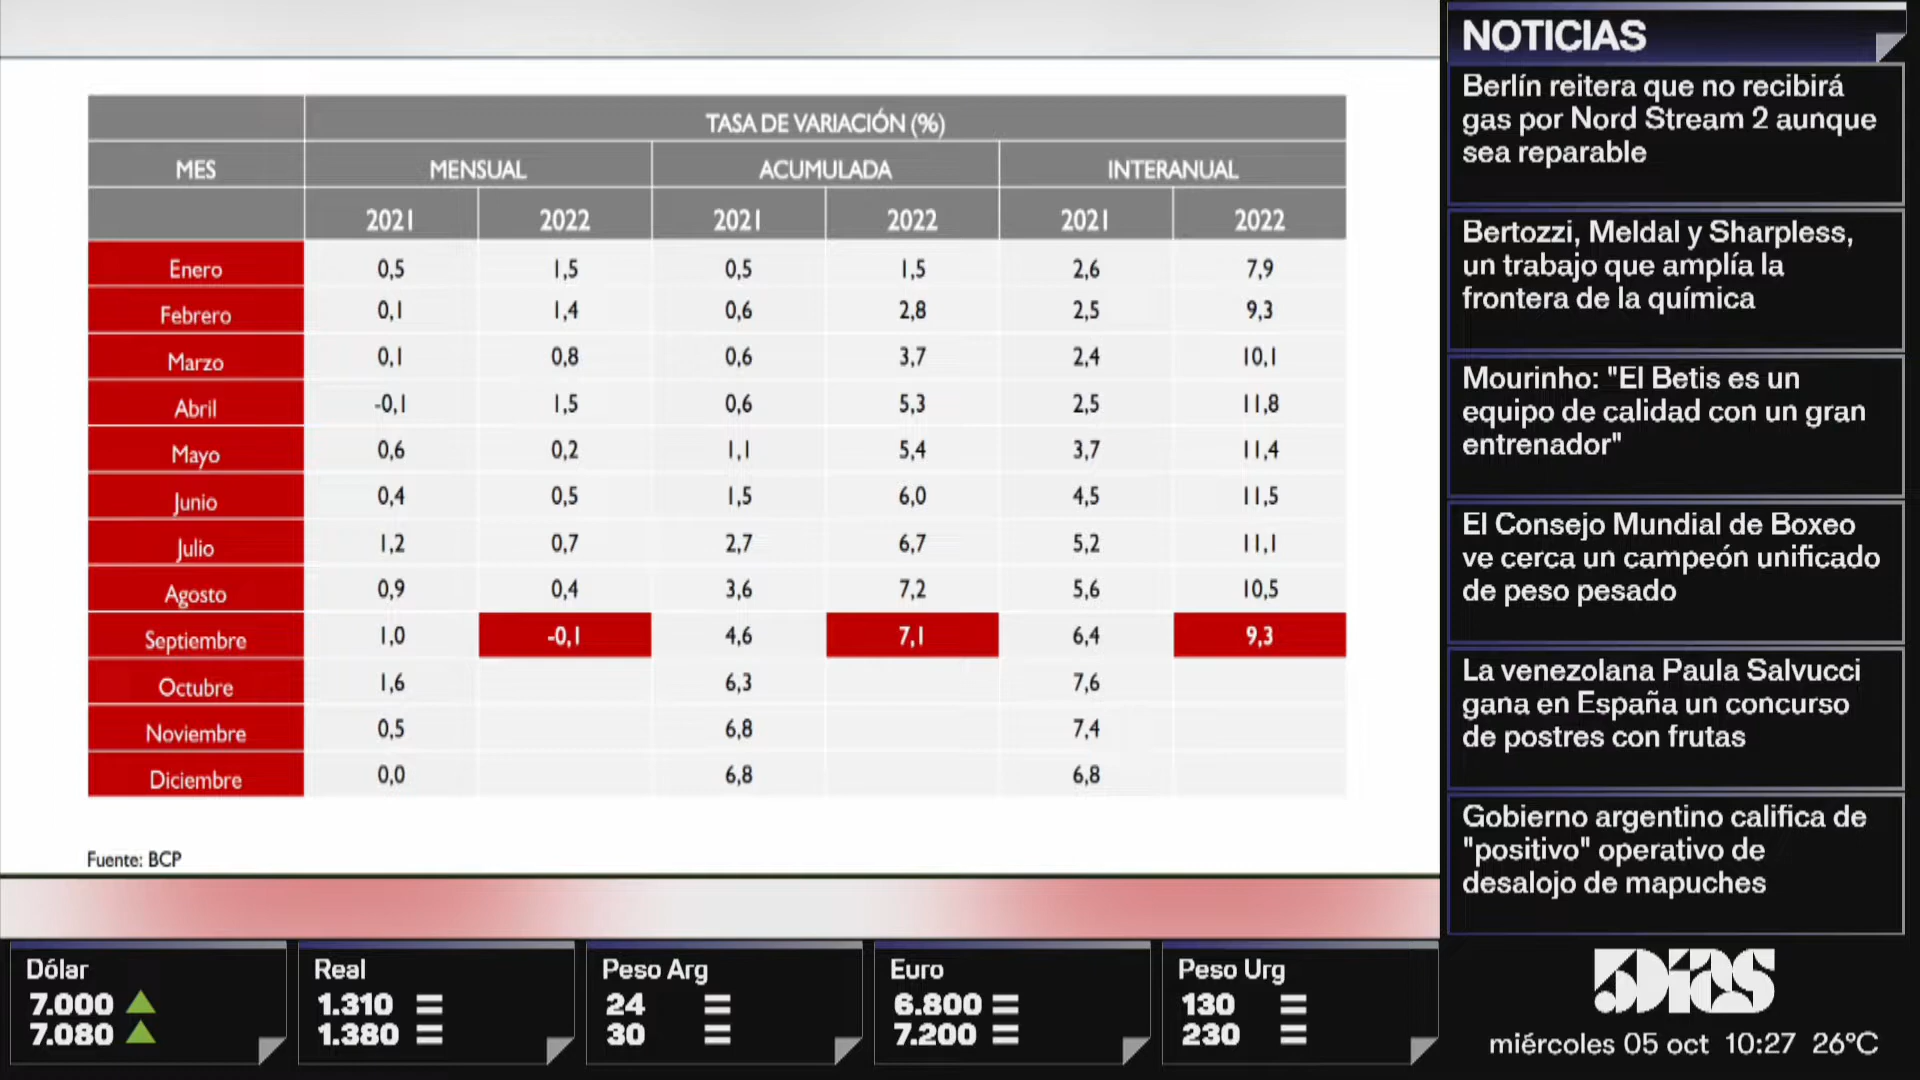 TASA DE VARIACIÓN (%)
MES MENSUAL ACUMULADA INTERANUAL
2021 2022 2021 2022 2021 2022
Enero 0,5 1,5 0,5 1,5 2,6 7,9
Febrero 0,1 1,4 0,6 2,8 2,5 9,3
Marzo 0,1 0,8 0,6 3,7 2,4 10,1
Abril -0,1 1,5 0,6 5,3 2,5 11,8
Mayo 0,6 0,2 1,1 5,4 3,7 11,4
Junio 0,4 0,5 1,5 6,0 4,5 11,5
Julio 1,2 0,7 2,7 6,7 5,2 11,1
Agosto 0,9 0,4 3,6 7,2 5,6 10,5
Septiembre 1,0 -0,1 4,6 7,1 6,4 9,3
Octubre 1,6 6,3 7,6
Noviembre 0,5 6,8 7,4
Diciembre 0,0 6,8 6,8
Fuente: BCP
NOTICIAS
Berlín reitera que no recibirá
gas por Nord Stream 2 aunque
sea reparable
Bertozzi, Meldal y Sharpless,
un trabajo que amplía la
frontera de la química
Mourinho: "El Betis es un
equipo de calidad con un gran
entrenador"
El Consejo Mundial de Boxeo
ve cerca un campeón unificado
de peso pesado
La venezolana Paula Salvucci
gana en España un concurso
de postres con frutas
Gobierno argentino califica de
"positivo" operativo de
desalojo de mapuches
Dólar
7.000
7.080
Real
1.310
1.380
Peso Arg
24
30
Euro
6.800
7.200
Peso Urg
130
230
5Días
miércoles 05 oct 10:27 26°C